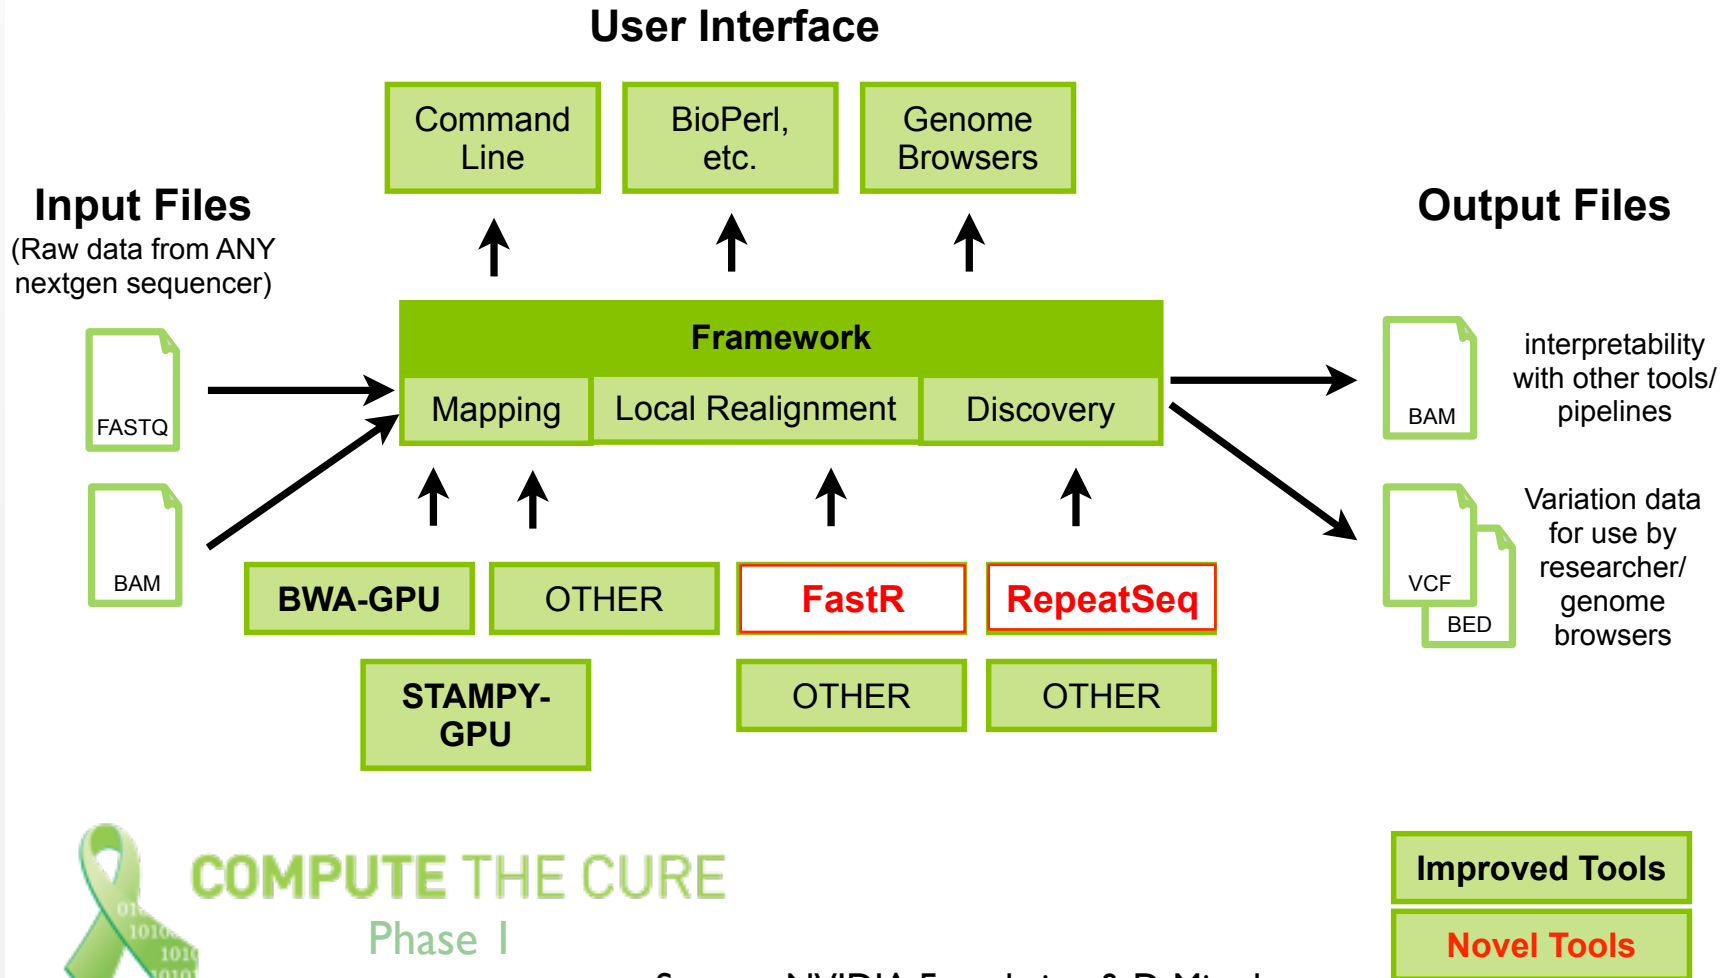 User Interface
Command
Line
BioPerl,
etc.
Genome
Browsers
Input Files
(Raw data from ANY
nextgen sequencer)
Output Files
FASTQ
BAM
Framework
Mapping
Local Realignment
Discovery
BAM
interpretability
with other tools/
pipelines
VCF
BED
Variation data
for use by
researcher/
genome
browsers
BWA-GPU
OTHER
FastR
RepeatSeq
STAMPY-
GPU
OTHER
OTHER
COMPUTE THE CURE
Phase I
Improved Tools
Novel Tools
NVIDIA Foundation & D. Mittelman